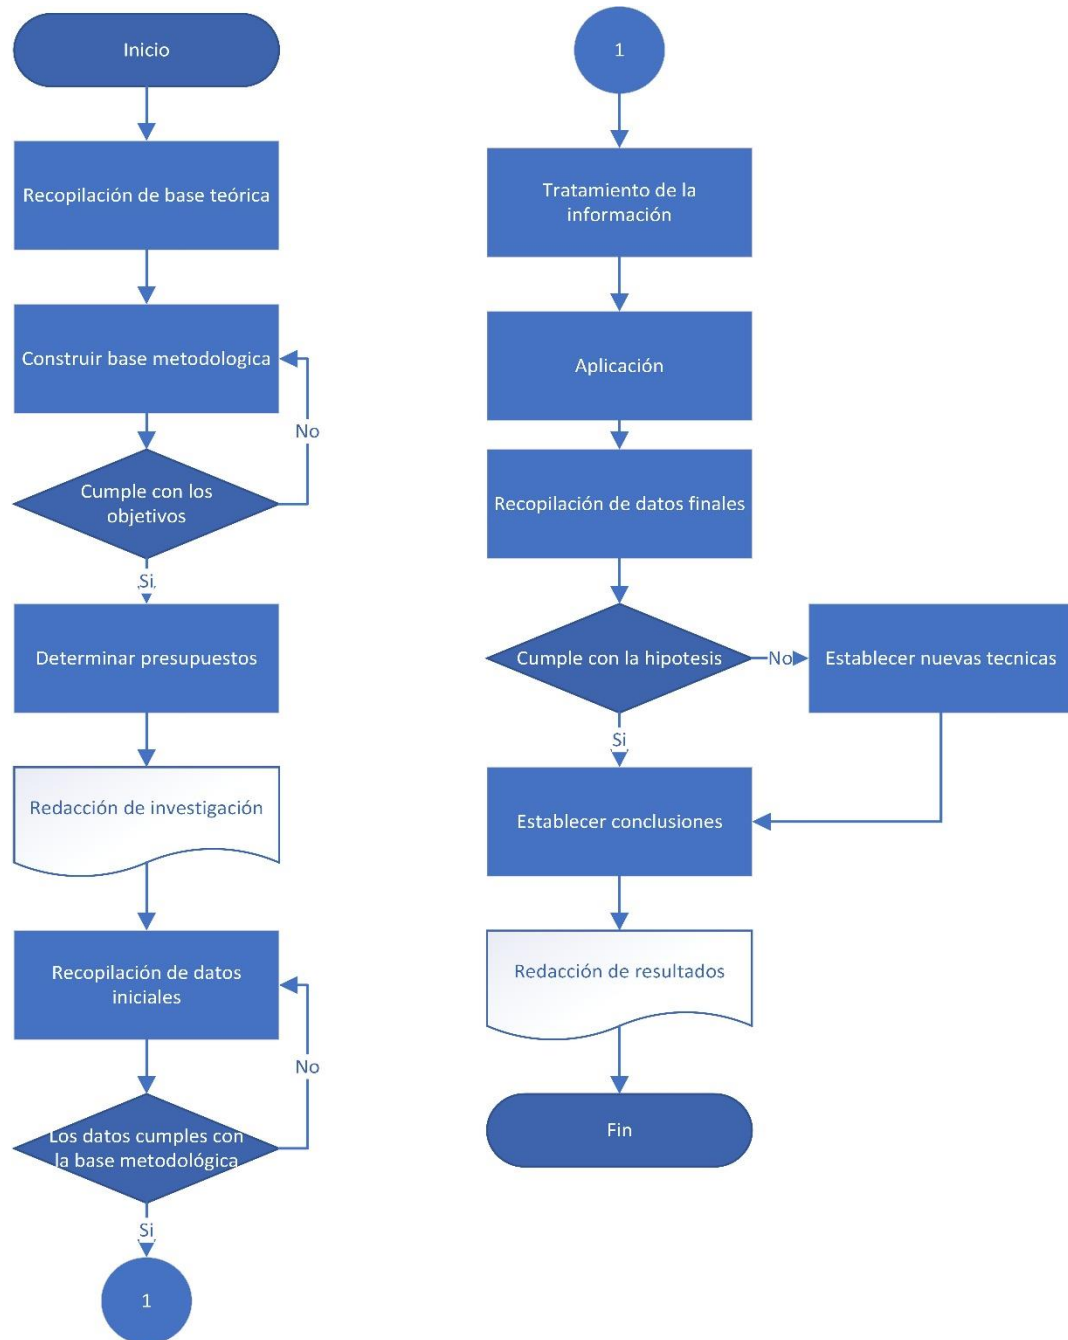 Inicio
Recopilación de base teórica
Construir base metodologica
No
Cumple con los
objetivos
Si
Determinar presupuestos
Redacción de investigación
Recopilación de datos
iniciales
No
Los datos cumples con
la base metodológica
Si
1
1
Tratamiento de la
información
Aplicación
Recopilación de datos finales
Cumple con la hipotesis
No
Establecer nuevas tecnicas
Si
Establecer conclusiones
Redacción de resultados
Fin